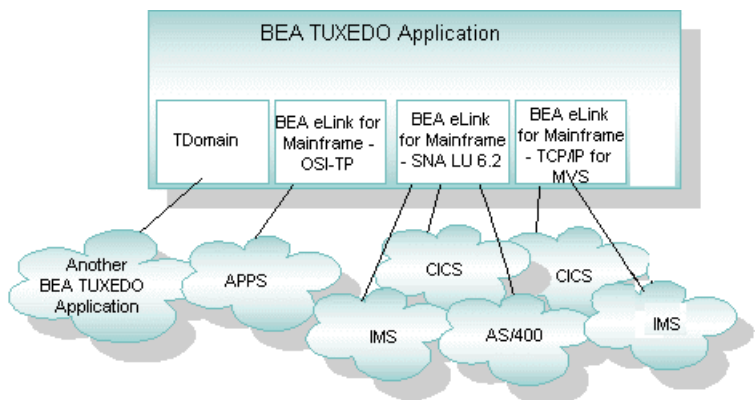 BEA TUXEDO Application
TDomain
BEA eLink for
Mainframe -
OSI-TP
BEA eLink
for Mainframe
- SNA LU 6.2
BEA eLink
for Mainframe
- TCP/IP for
MVS
Another
BEA TUXEDO
Application
APPS
CICS
CICS
IMS
AS/400
IMS